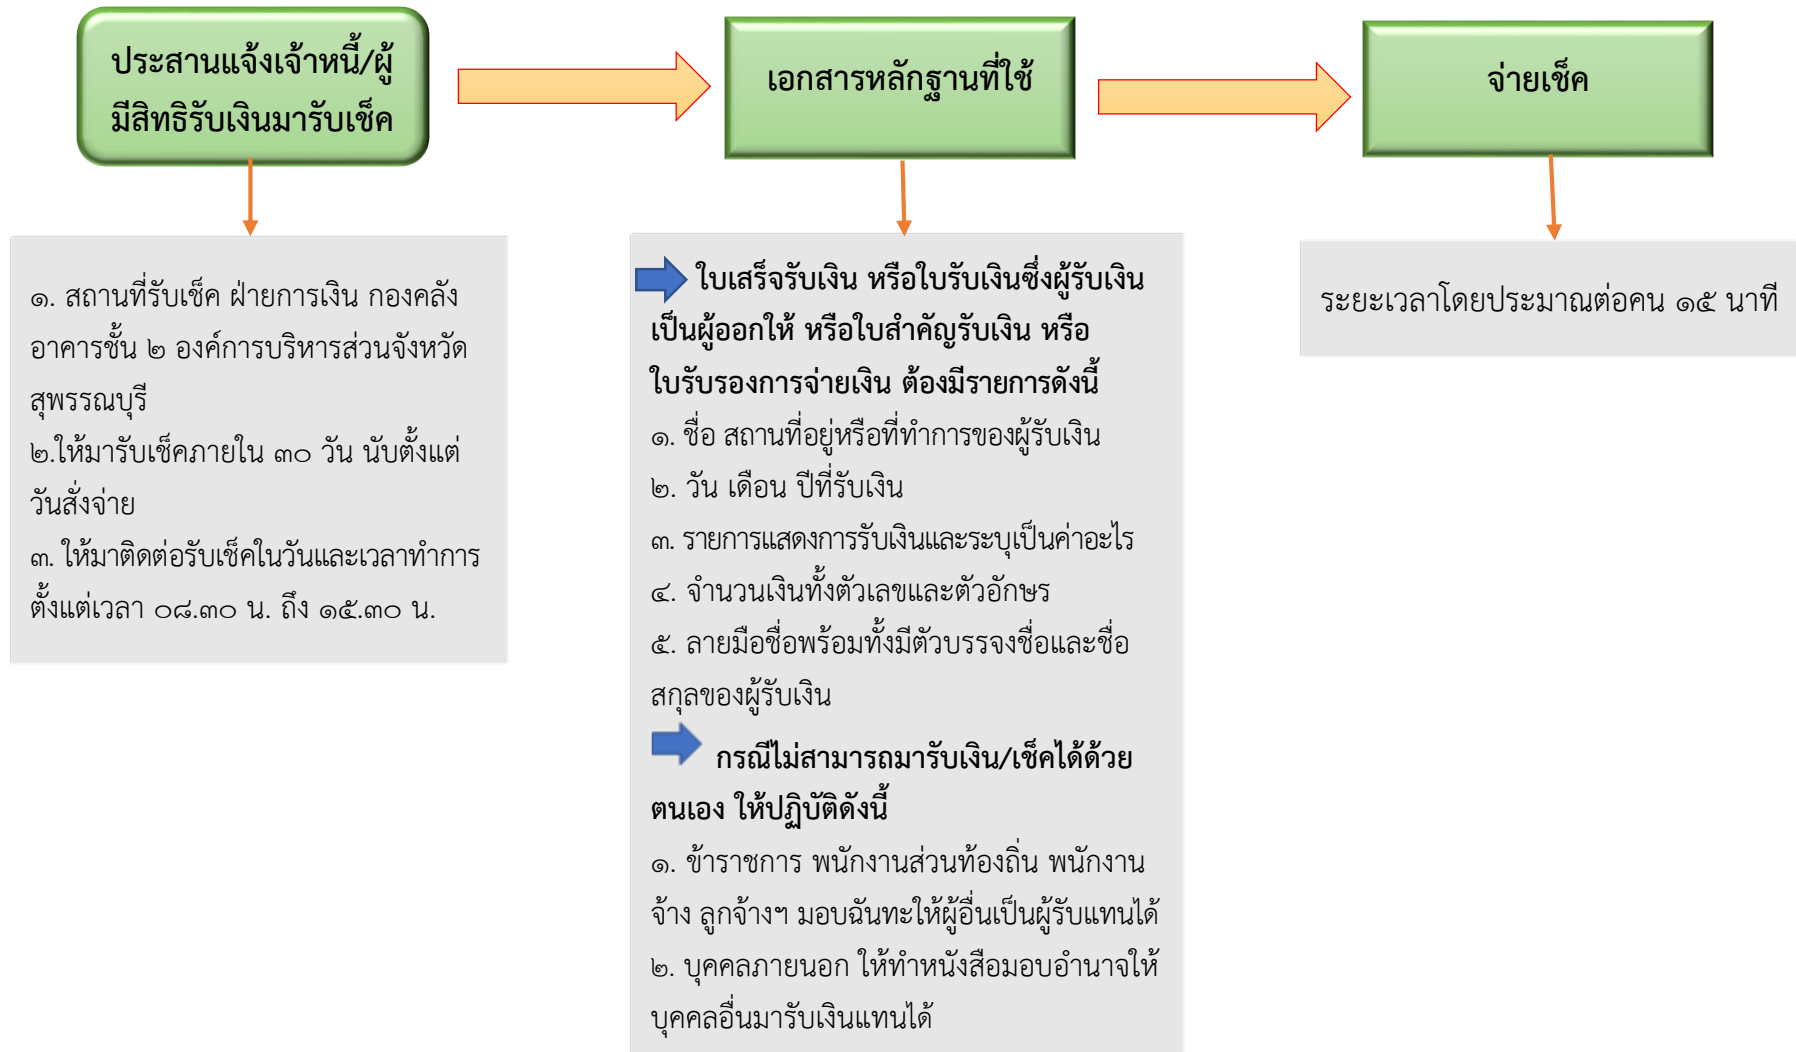 ประสานแจ้งเจ้าหนี้/ผู้
มีสิทธิรับเงินมารับเช็ค
เอกสารหลักฐานที่ใช้
จ่ายเช็ค
๑. สถานที่รับเช็ค ฝ่ายการเงิน กองคลัง
อาคารชั้น ๒ องค์การบริหารส่วนจังหวัด
สุพรรณบุรี
๒.ให้มารับเช็คภายใน ๓๐ วัน นับตั้งแต่
วันสั่งจ่าย
๓. ให้มาติดต่อรับเช็คในวันและเวลาทำการ
ตั้งแต่เวลา ๐๘.๓๐ น. ถึง ๑๕.๓๐ น.
ใบเสร็จรับเงิน หรือใบรับเงินซึ่งผู้รับเงิน
เป็นผู้ออกให้ หรือใบสำคัญรับเงิน หรือ
ใบรับรองการจ่ายเงิน ต้องมีรายการดังนี้
๑. ชื่อ สถานที่อยู่หรือที่ทำการของผู้รับเงิน
๒. วัน เดือน ปีที่รับเงิน
๓. รายการแสดงการรับเงินและระบุเป็นค่าอะไร
๔. จำนวนเงินทั้งตัวเลขและตัวอักษร
๕. ลายมือชื่อพร้อมทั้งมีตัวบรรจงชื่อและชื่อ
สกุลของผู้รับเงิน
กรณีไม่สามารถมารับเงิน/เช็คได้ด้วย
ตนเอง ให้ปฏิบัติดังนี้
๑. ข้าราชการ พนักงานส่วนท้องถิ่น พนักงาน
จ้าง ลูกจ้างฯ มอบฉันทะให้ผู้อื่นเป็นผู้รับแทนได้
๒. บุคคลภายนอก ให้ทำหนังสือมอบอำนาจให้
บุคคลอื่นมารับเงินแทนได้
ระยะเวลาโดยประมาณต่อคน ๑๕ นาที